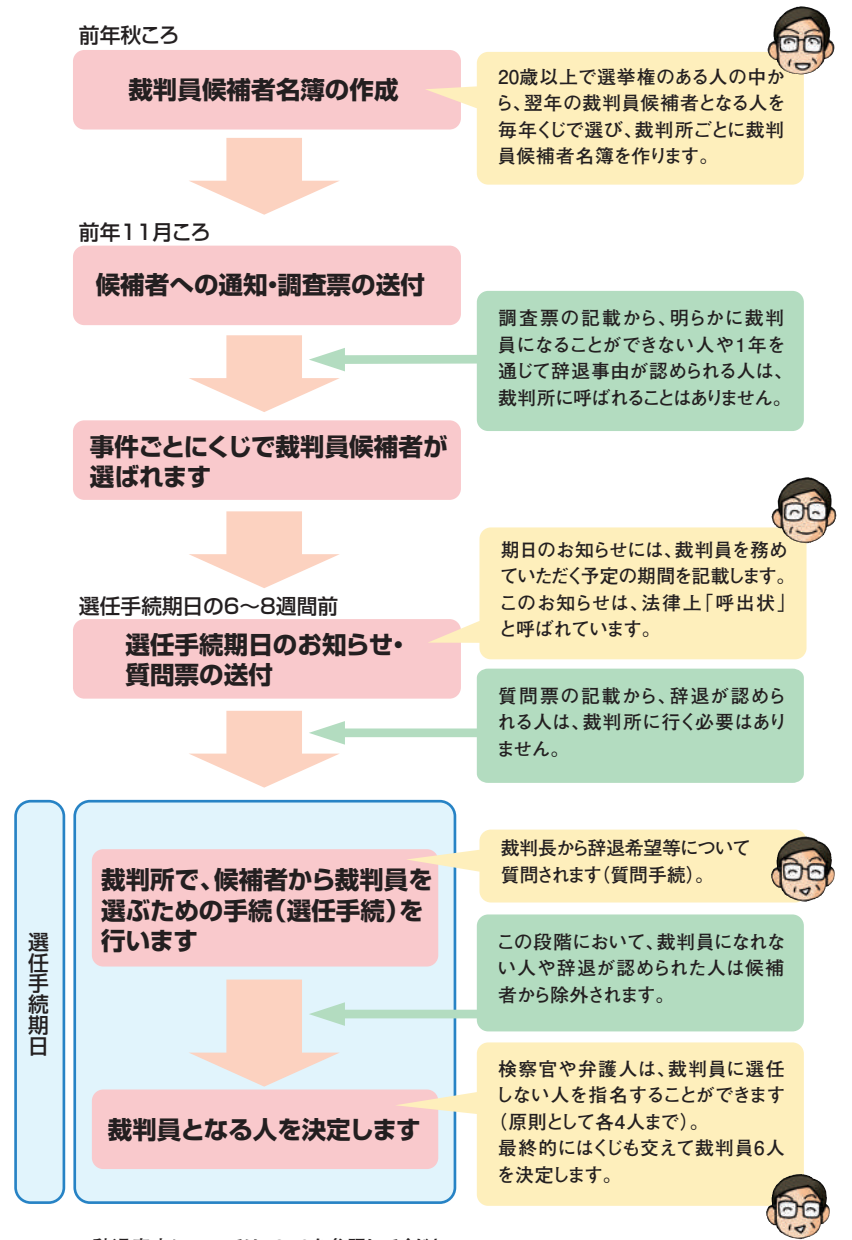 前年秋ころ
裁判員候補者名簿の作成
20歳以上で選挙権のある人の中か
ら、翌年の裁判員候補者となる人を
毎年くじで選び、裁判所ごとに裁判
員候補者名簿を作ります。
前年11月ころ
候補者への通知・調査票の送付
調査票の記載から、明らかに裁判
員になることができない人や1年を
通じて辞退事由が認められる人は、
裁判所に呼ばれることはありません。
事件ごとにくじで裁判員候補者が
選ばれます
期日のお知らせには、裁判員を務め
ていただく予定の期間を記載します。
このお知らせは、法律上「呼出状」
と呼ばれています。
選任手続期日の6〜8週間前
選任手続期日のお知らせ・
質問票の送付
質問票の記載から、辞退が認めら
れる人は、裁判所に行く必要はあり
ません。
選任手続期日
裁判所で、候補者から裁判員を
選ぶための手続(選任手続)を
行います
裁判長から辞退希望等について
質問されます(質問手続)。
この段階において、裁判員になれな
い人や辞退が認められた人は候補
者から除外されます。
裁判員となる人を決定します
検察官や弁護人は、裁判員に選任
しない人を指名することができます
(原則として各4人まで)。
最終的にはくじも交えて裁判員6人
を決定します。